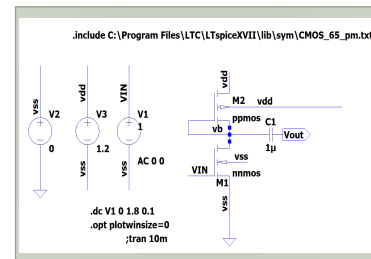 .include C:\Program Files\LTC\LTspiceXVII\lib\sym\CMOS_65_pm.txt
vss
vdd
VIN
vdd
V2
V3
V1
M2
vdd
0
1.2
1
ppmos
vb
C1
Vout
1µ
vss
vss
AC 0 0
vss
VIN
nnmos
M1
vss
.dc V1 0 1.8 0.1
.opt plotwinsize=0
;tran 10m